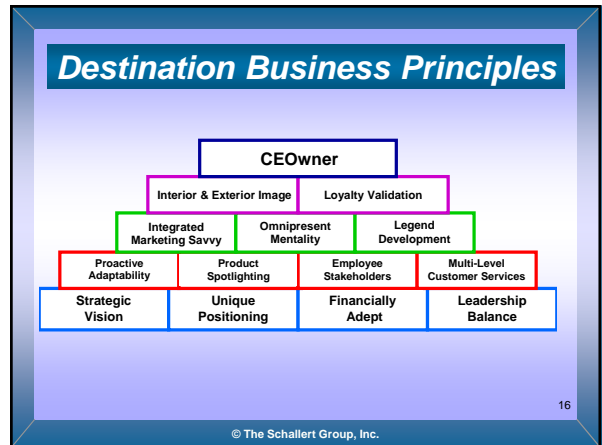 Destination Business Principles
CEOwner
Interior & Exterior Image
Loyalty Validation
Integrated
Marketing Savvy
Omnipresent
Mentality
Legend
Development
Proactive
Adaptability
Product
Spotlighting
Employee
Stakeholders
Multi-Level
Customer Services
Strategic
Vision
Unique
Positioning
Financially
Adept
Leadership
Balance
16
© The Schallert Group, Inc.